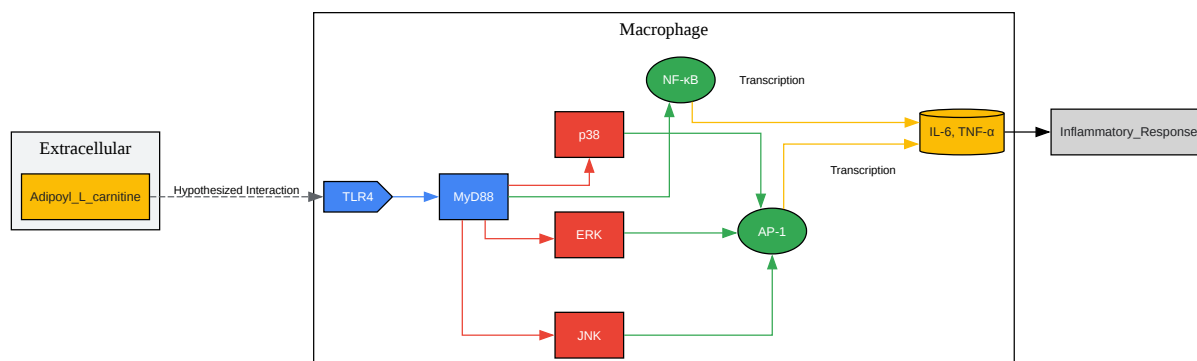 Macrophage
NF-κB
Transcription
p38
IL-6, TNF-α
Inflammatory_Response
Extracellular
Adipoyl_L_carnitine
Hypothesized Interaction
TLR4
MyD88
Transcription
ERK
AP-1
JNK